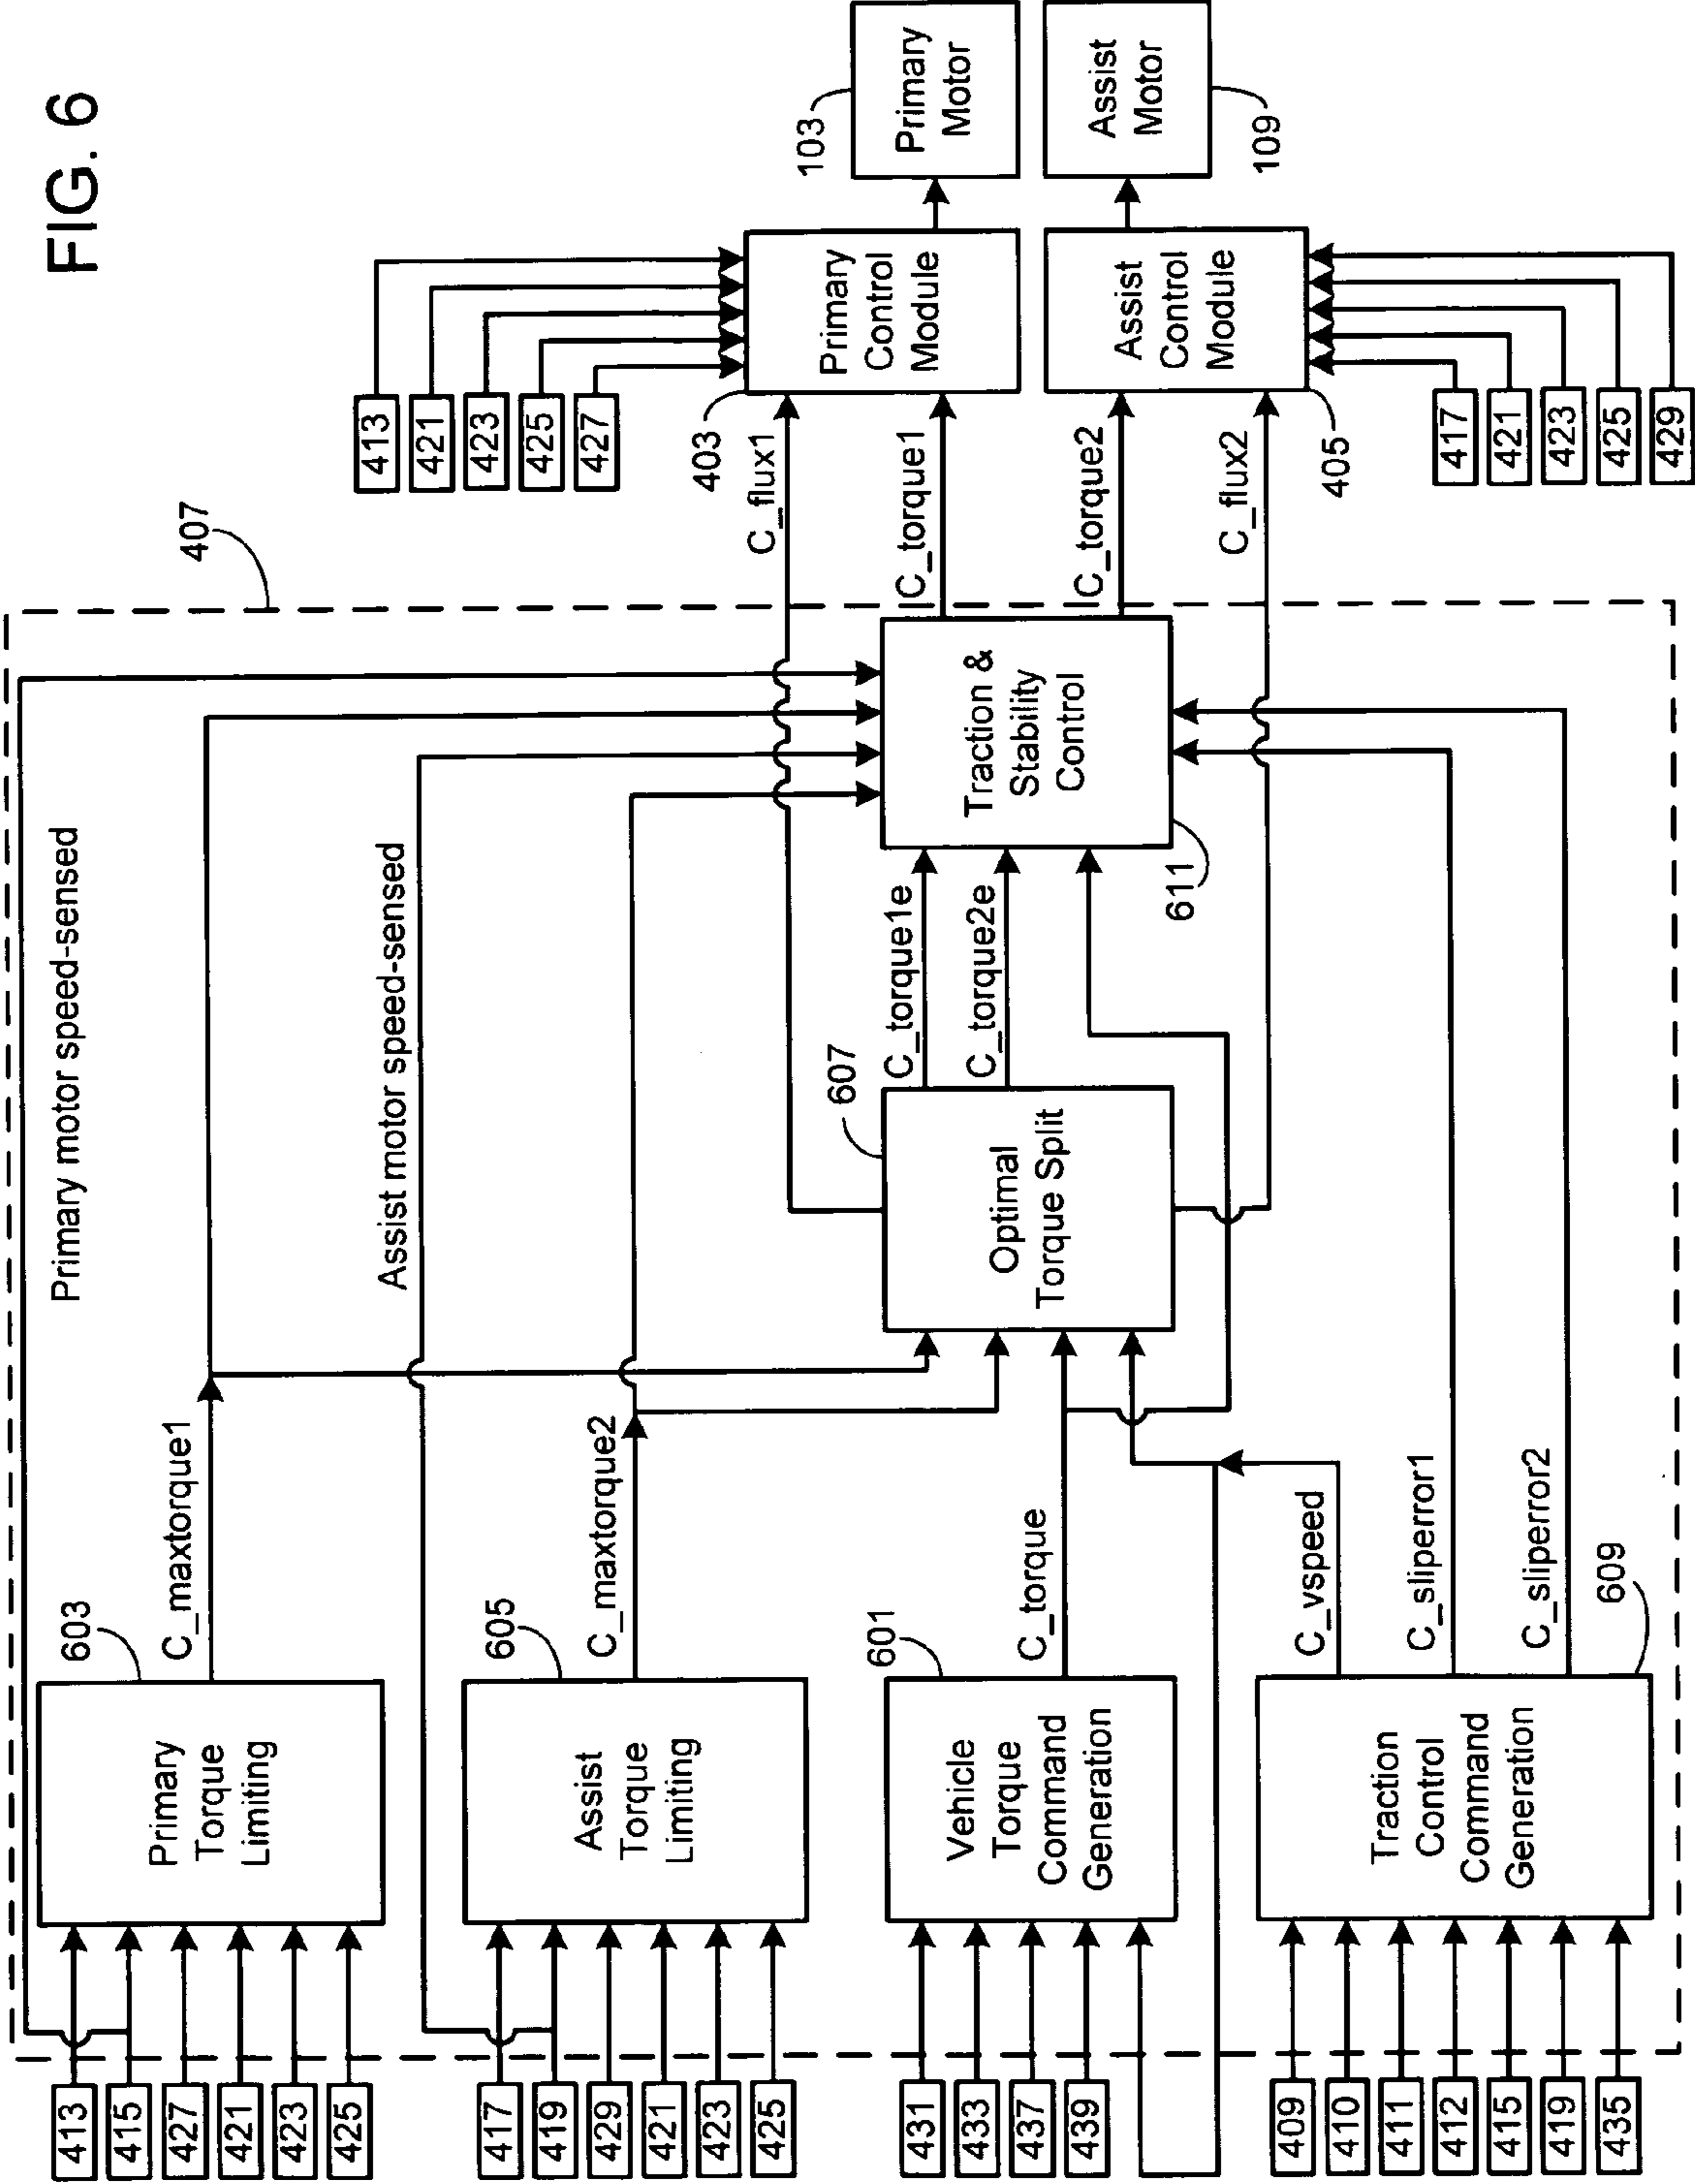 FIG. 6
407
Primary motor speed-sensed
Assist motor speed-sensed
413
415
427
421
423
425
603
Primary
Torque
Limiting
C_maxtorque1
417
419
429
421
423
425
605
Assist
Torque
Limiting
C_maxtorque2
431
433
437
439
601
Vehicle
Torque
Command
Generation
C_torque
409
410
411
412
415
419
435
609
Traction
Control
Command
Generation
C_vspeed
C_sliperror1
C_sliperror2
607
Optimal
Torque Split
C_torque1e
C_torque2e
611
Traction &
Stability
Control
C_flux1
C_torque1
C_torque2
C_flux2
413
421
423
425
427
403
Primary
Control
Module
103
Primary
Motor
405
Assist
Control
Module
109
Assist
Motor
417
421
423
425
429